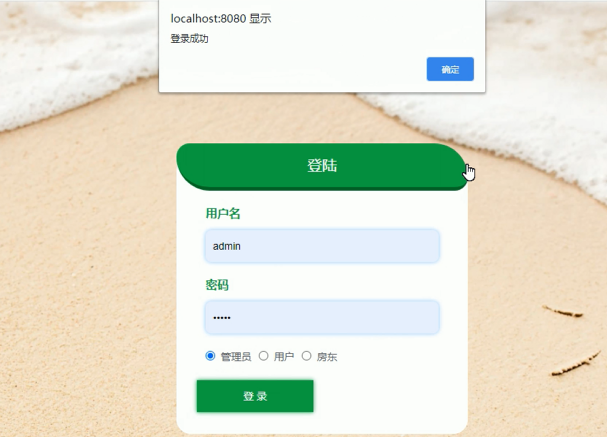 localhost:8080 显示
登录成功
确定
登陆
用户名
admin
密码
•••••
管理员 用户 房东
登 录